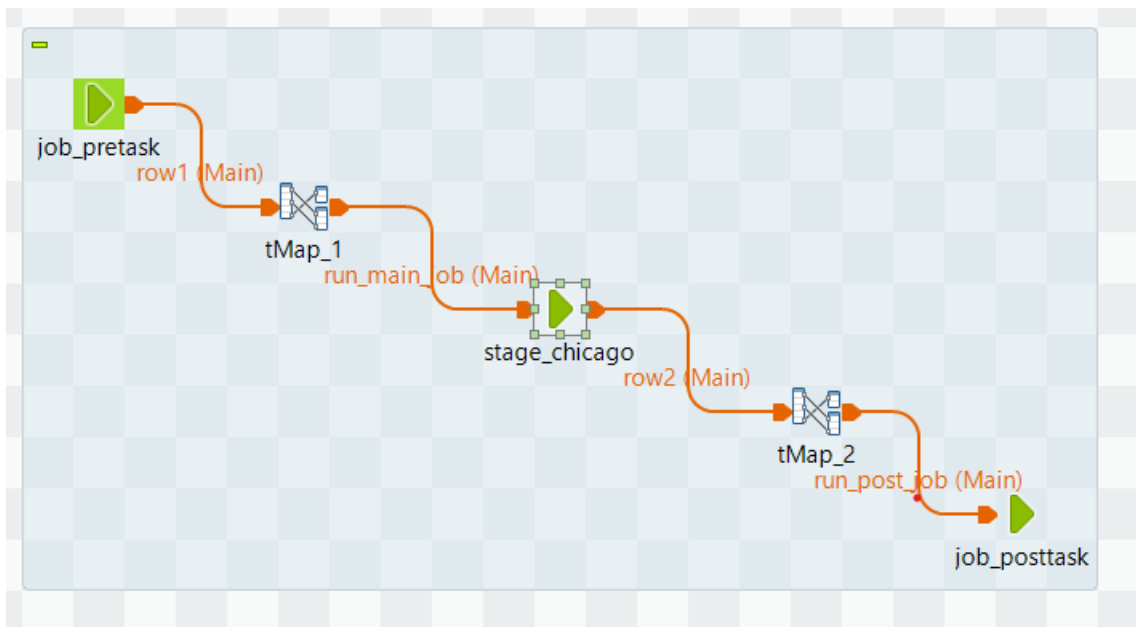 job_pretask
row1 (Main)
tMap_1
run_main_job (Main)
stage_chicago
row2 (Main)
tMap_2
run_post_job (Main)
job_posttask